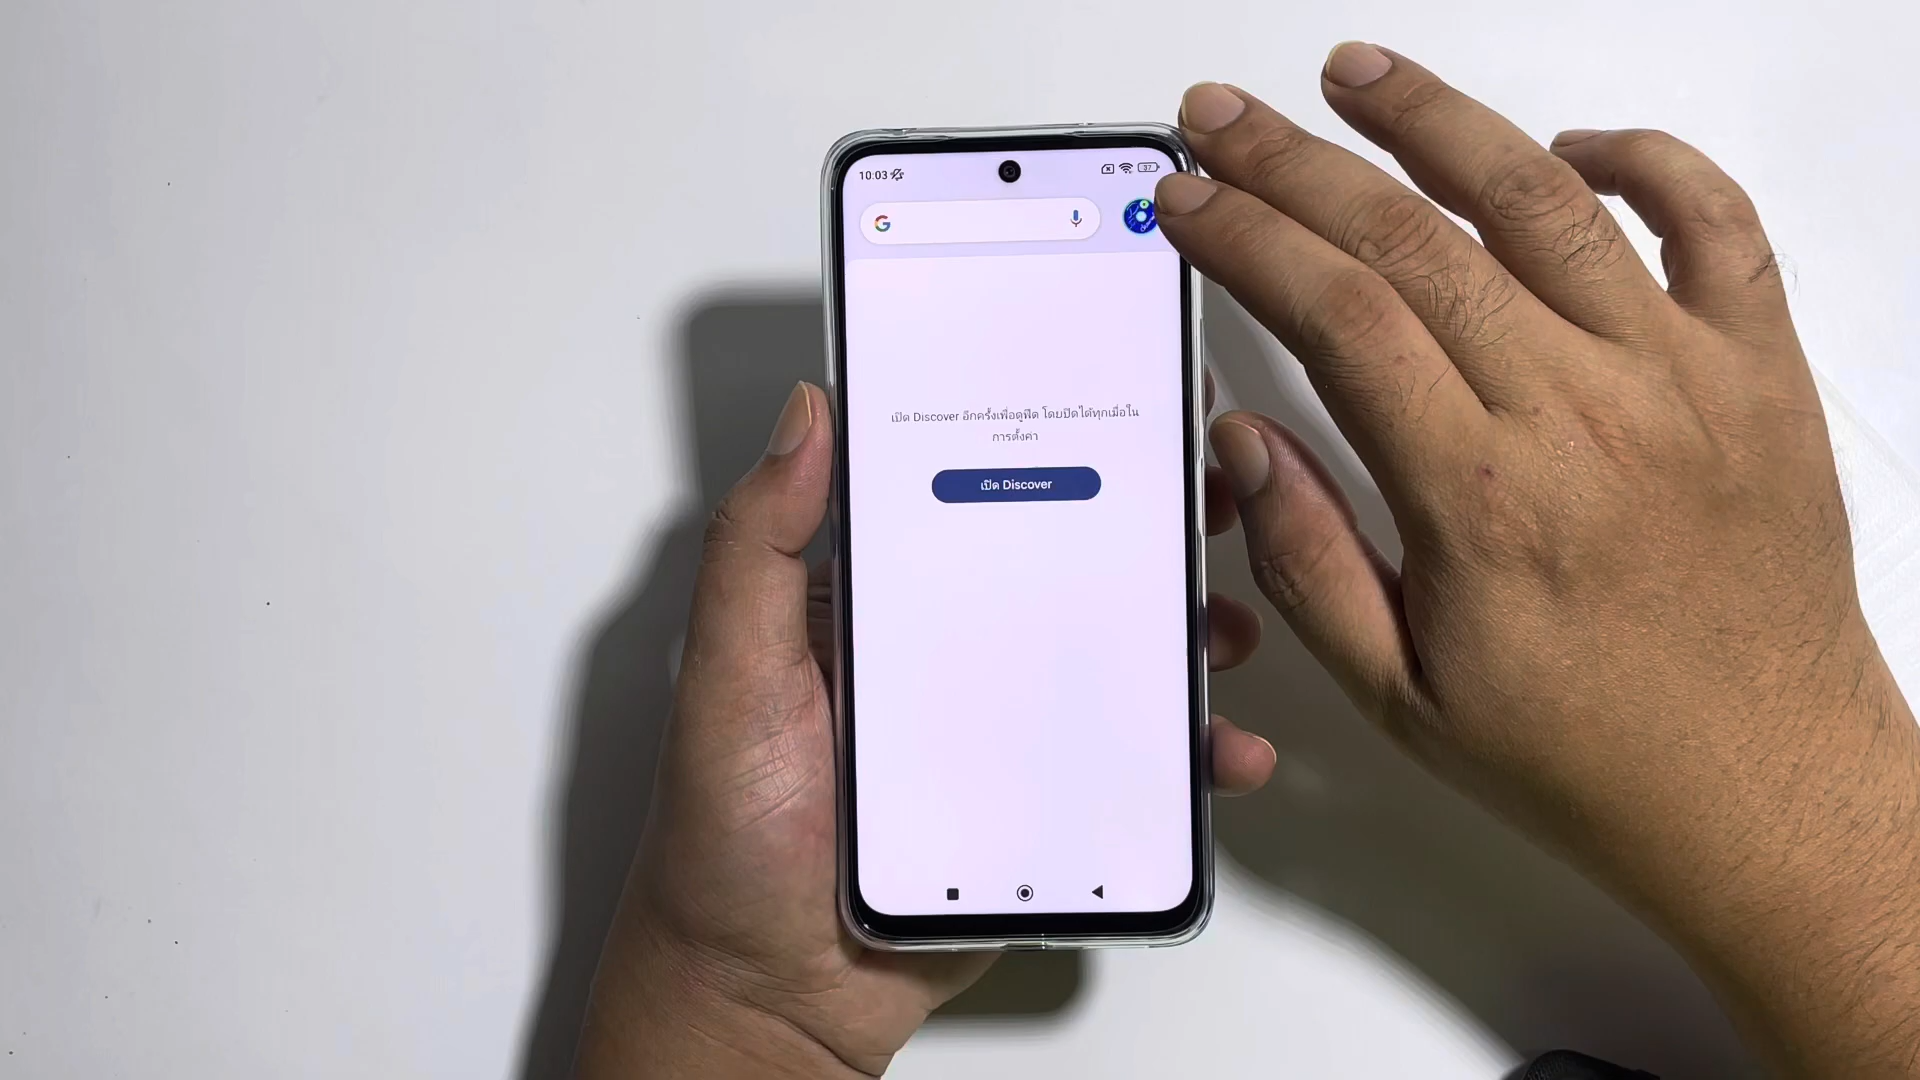 10:03
37
เปิด Discover อีกครั้งเพื่อดูฟีด โดยปิดได้ทุกเมื่อใน
การตั้งค่า
เปิด Discover